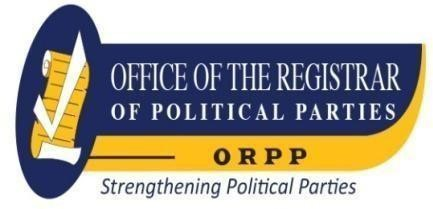 OFFICE OF THE REGISTRAR
OF POLITICAL PARTIES
ORPP
Strengthening Political Parties